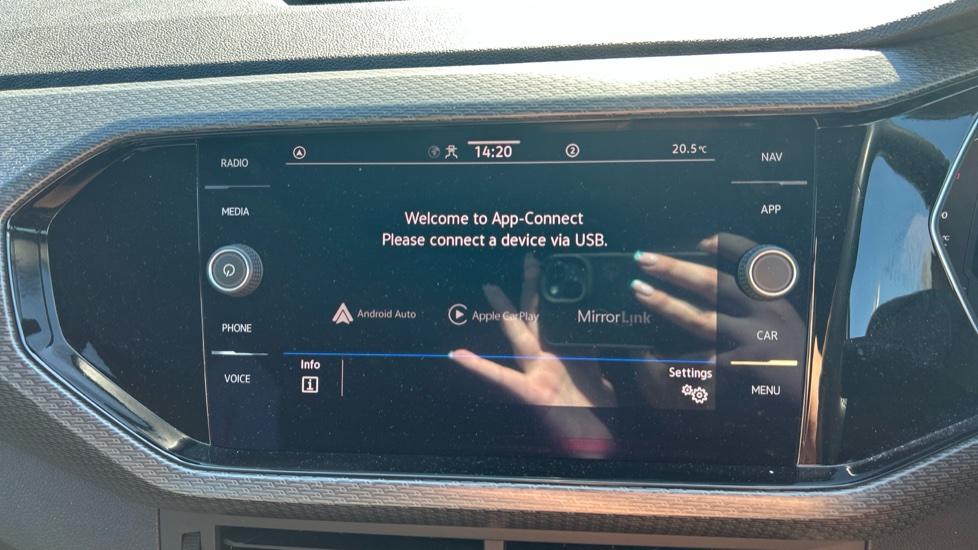 RADIO
14:20
2
20.5°C
NAV
MEDIA
APP
Welcome to App-Connect
Please connect a device via USB.
Android Auto
Apple CarPlay
MirrorLink
PHONE
CAR
Info
Settings
VOICE
MENU